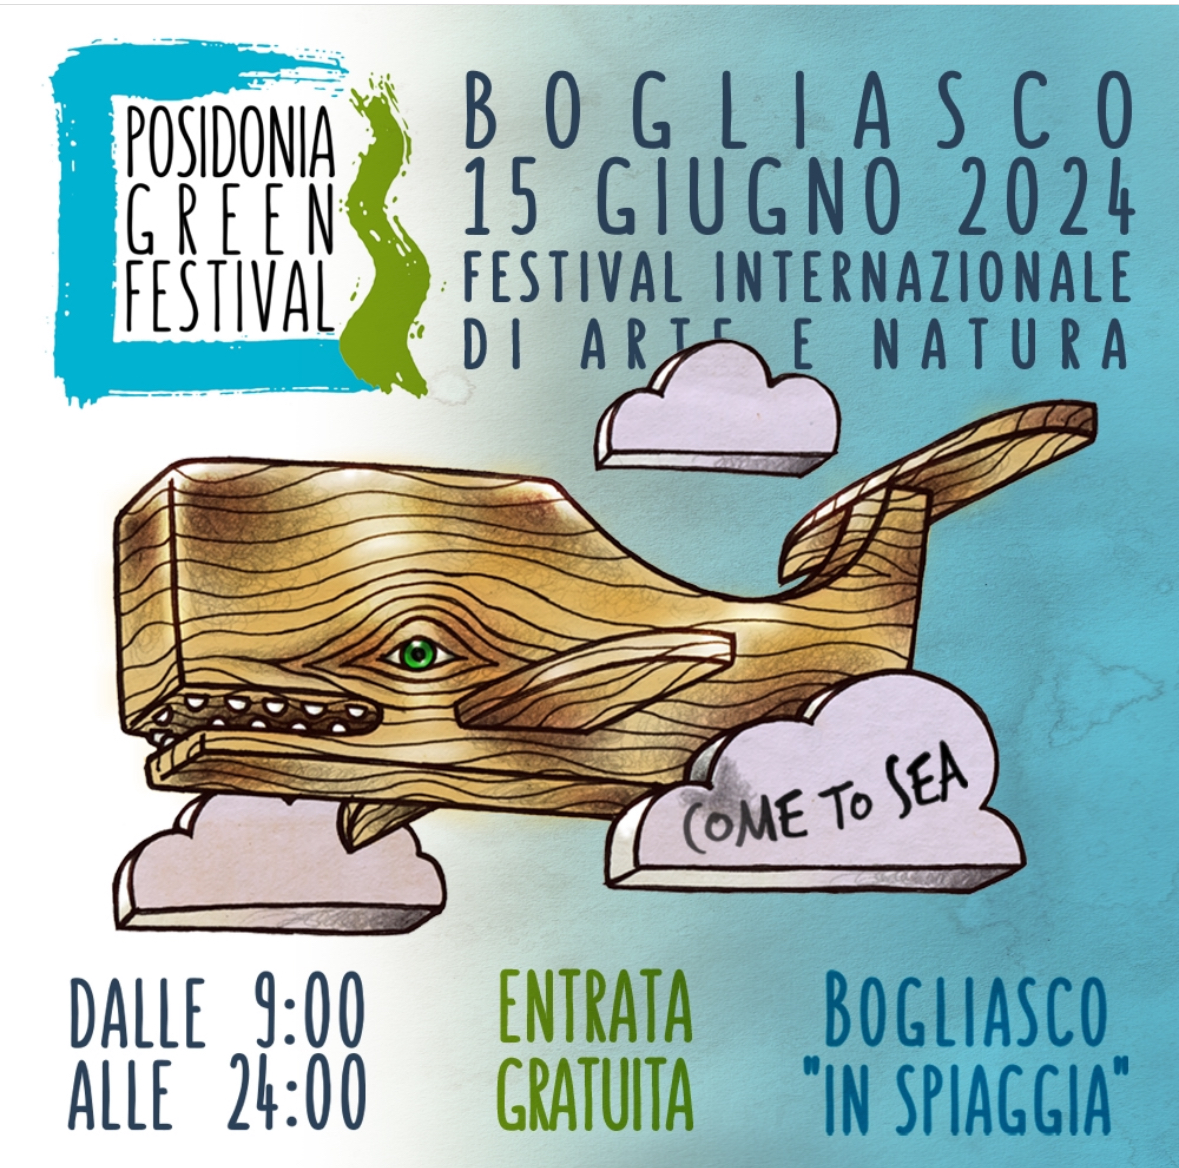 POSIDONIA
GREEN
FESTIVAL
BOGLIASCO
15 GIUGNO 2024
FESTIVAL INTERNAZIONALE
DI ARTE E NATURA
COME TO SEA
DALLE 9:00
ALLE 24:00
ENTRATA
GRATUITA
BOGLIASCO
"IN SPIAGGIA"